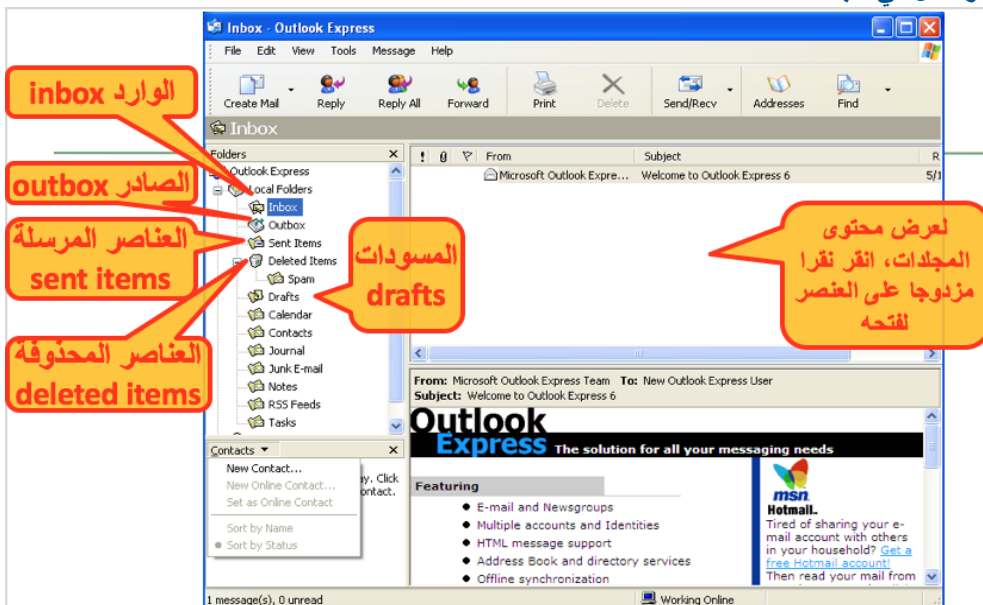 Inbox - Outlook Express
File Edit View Tools Message Help
Create Mail Reply Reply All Forward Print Delete Send/Recv Addresses Find
Inbox
الوارد inbox
الصادر outbox
العناصر المرسلة
sent items
العناصر المحذوفة
deleted items
المسودات
drafts
لعرض محتوى
المجلدات، انقر نقرا
مزدوجا على العنصر
لفتحه
Folders
Outlook Express
Local Folders
Inbox
Outbox
Sent Items
Deleted Items
Spam
Drafts
Calendar
Contacts
Journal
Junk E-mail
Notes
RSS Feeds
Tasks
! From Subject R
Microsoft Outlook Expre... Welcome to Outlook Express 6 5/1
From: Microsoft Outlook Express Team To: New Outlook Express User
Subject: Welcome to Outlook Express 6
Outlook
Express The solution for all your messaging needs
Featuring
E-mail and Newsgroups
Multiple accounts and Identities
HTML message support
Address Book and directory services
Offline synchronization
msn
Hotmail.
Tired of sharing your e-
mail account with others
in your household? Get a
free Hotmail account!
Then read your mail from
Contacts
New Contact...
New Online Contact...
Set as Online Contact
Sort by Name
Sort by Status
y. Click
ontact.
1 message(s), 0 unread Working Online